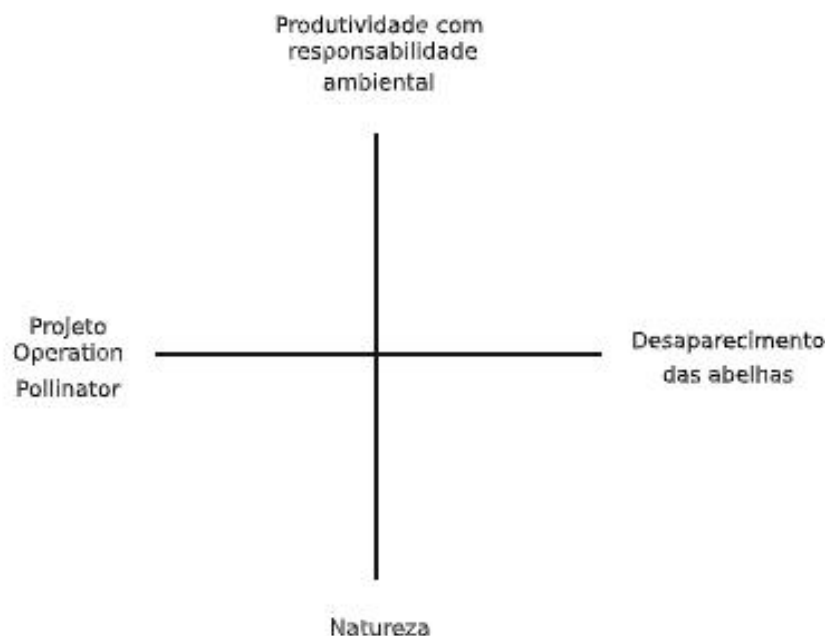 Produtividade com
responsabilidade
ambiental
Projeto
Operation
Pollinator
Desaparecimento
das abelhas
Natureza